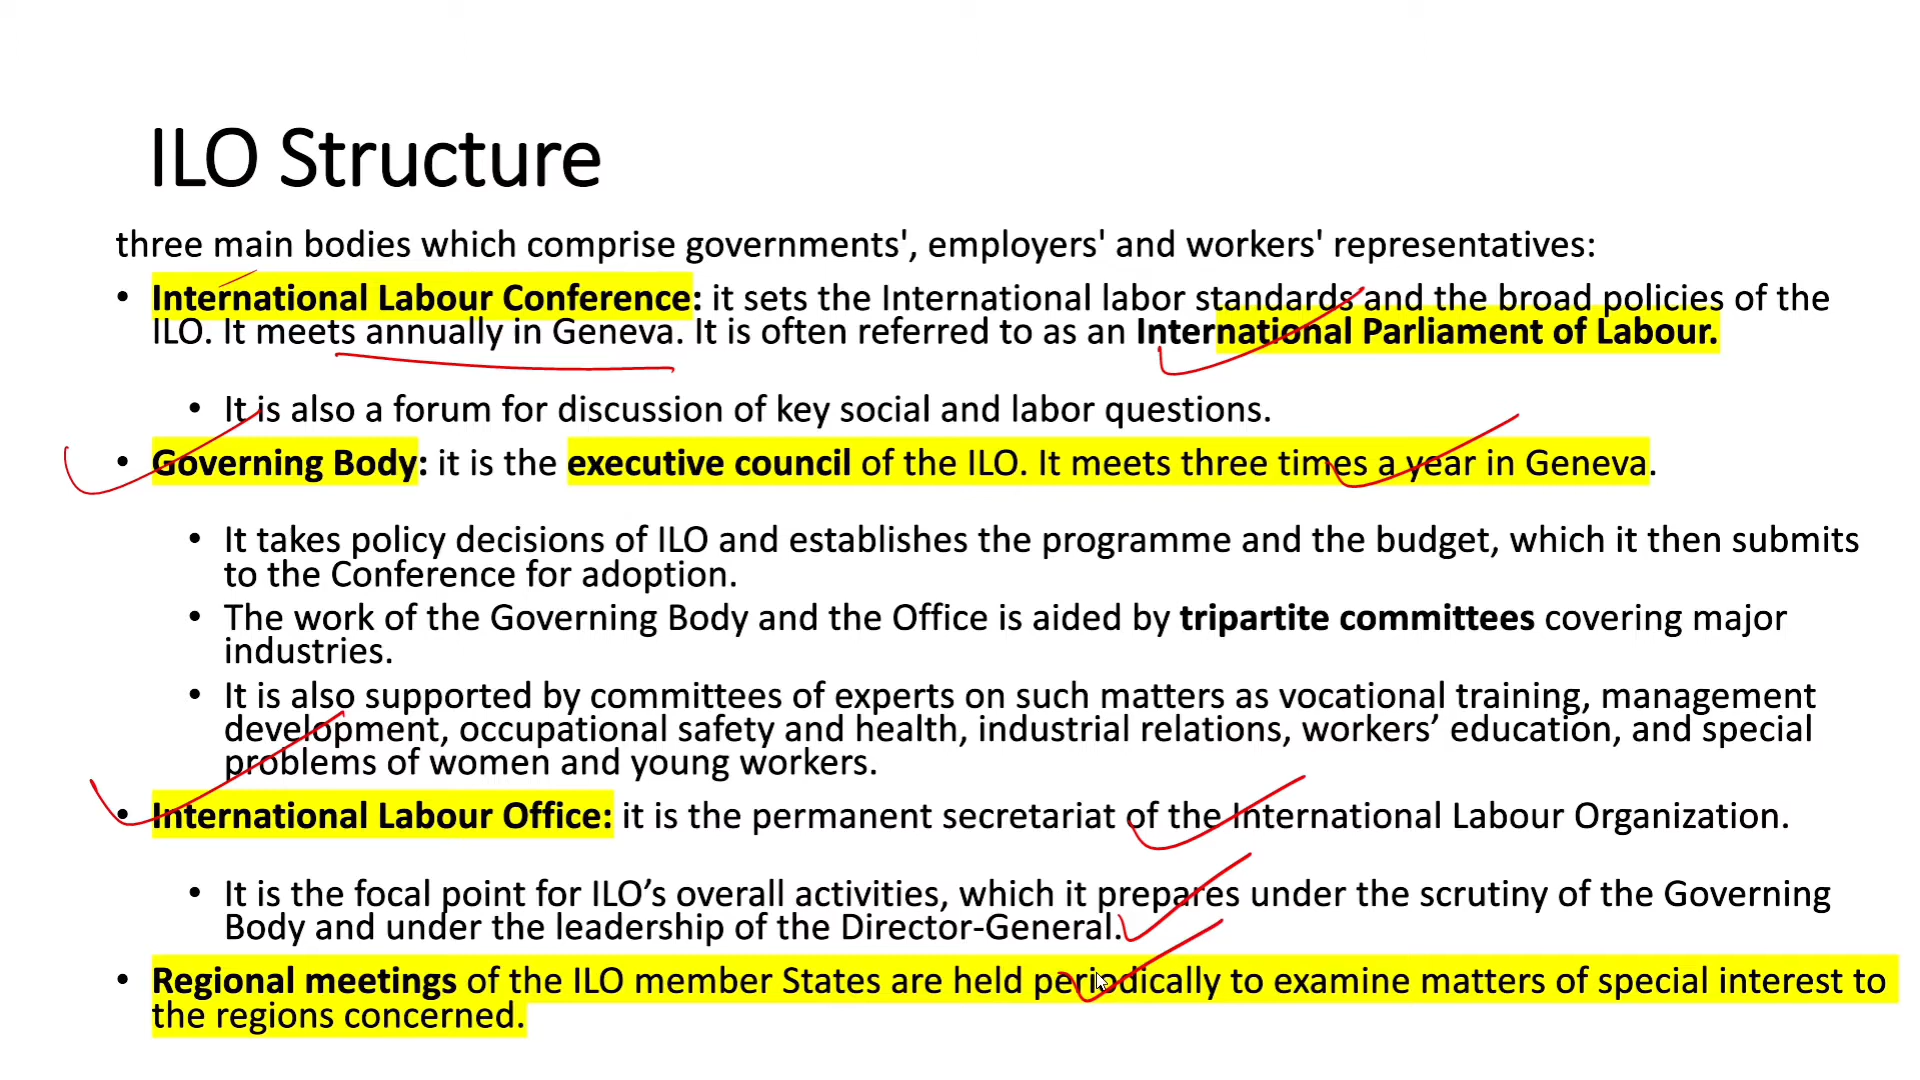 ILO Structure
three main bodies which comprise governments', employers' and workers' representatives:
• International Labour Conference: it sets the International labor standards and the broad policies of the
ILO. It meets annually in Geneva. It is often referred to as an International Parliament of Labour.
• It is also a forum for discussion of key social and labor questions.
• Governing Body: it is the executive council of the ILO. It meets three times a year in Geneva.
• It takes policy decisions of ILO and establishes the programme and the budget, which it then submits
to the Conference for adoption.
• The work of the Governing Body and the Office is aided by tripartite committees covering major
industries.
• It is also supported by committees of experts on such matters as vocational training, management
development, occupational safety and health, industrial relations, workers’ education, and special
problems of women and young workers.
• International Labour Office: it is the permanent secretariat of the International Labour Organization.
• It is the focal point for ILO’s overall activities, which it prepares under the scrutiny of the Governing
Body and under the leadership of the Director-General.
• Regional meetings of the ILO member States are held periodically to examine matters of special interest to
the regions concerned.